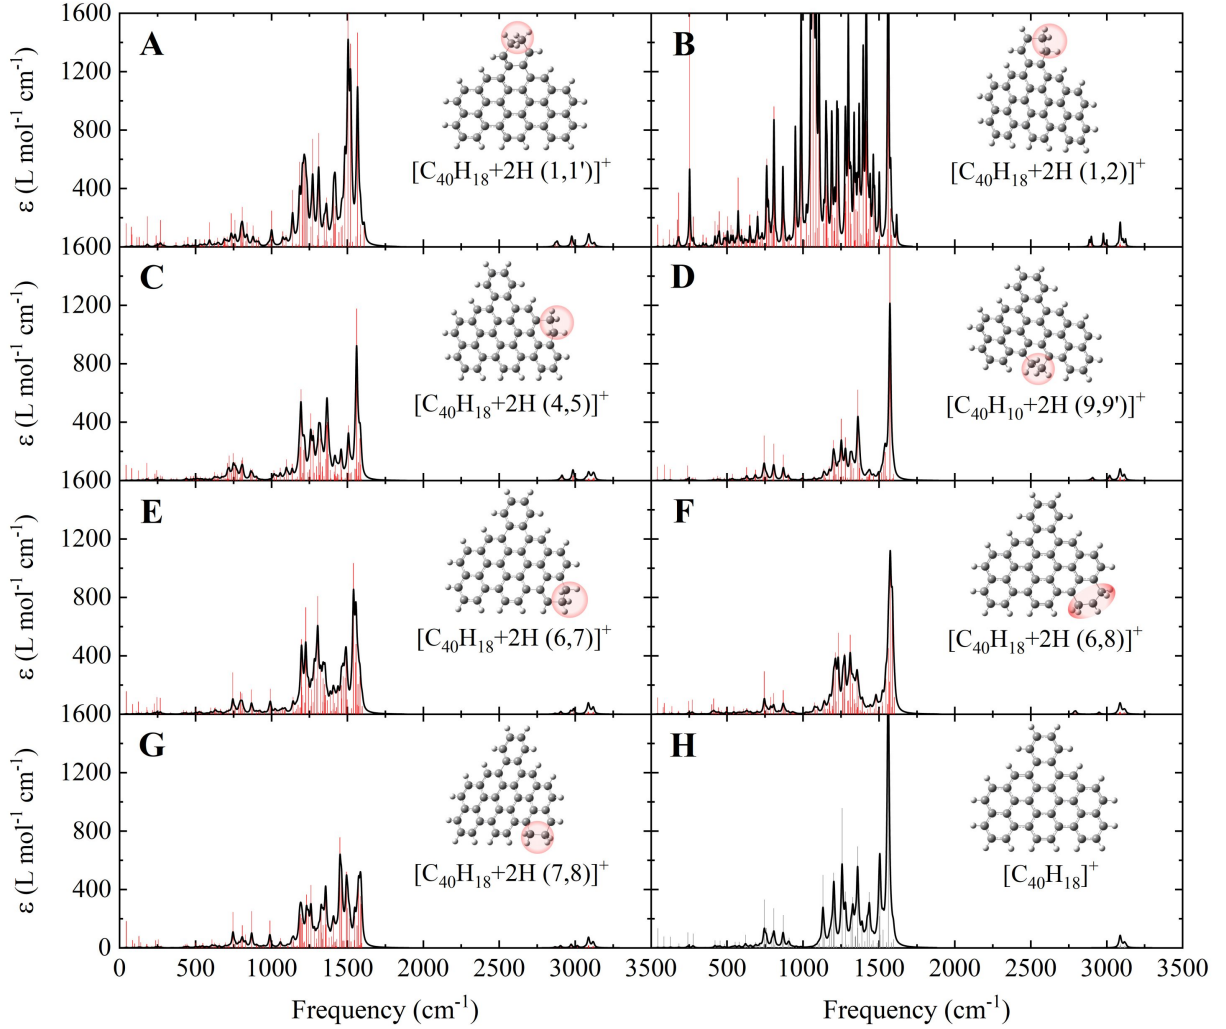 1600
A
B
1200
ε (L mol⁻¹ cm⁻¹)
800
[C₄₀H₁₈+2H (1,1')]⁺
[C₄₀H₁₈+2H (1,2)]⁺
400
1600
C
D
1200
ε (L mol⁻¹ cm⁻¹)
800
[C₄₀H₁₈+2H (4,5)]⁺
[C₄₀H₁₀+2H (9,9')]⁺
400
1600
E
F
1200
ε (L mol⁻¹ cm⁻¹)
800
[C₄₀H₁₈+2H (6,7)]⁺
[C₄₀H₁₈+2H (6,8)]⁺
400
1600
G
H
1200
ε (L mol⁻¹ cm⁻¹)
800
[C₄₀H₁₈+2H (7,8)]⁺
[C₄₀H₁₈]⁺
400
0
0 500 1000 1500 2000 2500 3000 3500 500 1000 1500 2000 2500 3000 3500
Frequency (cm⁻¹)
Frequency (cm⁻¹)